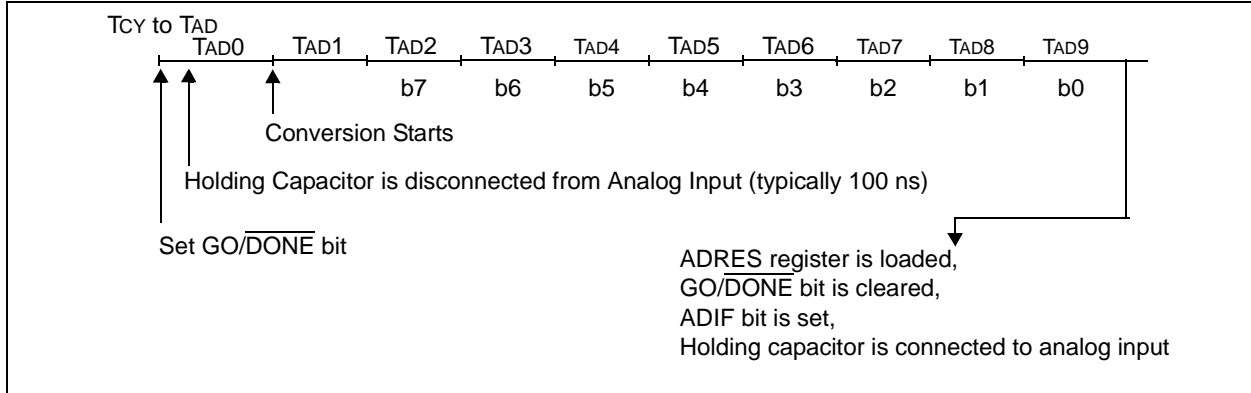 TCY to TAD
TAD0 TAD1 TAD2 TAD3 TAD4 TAD5 TAD6 TAD7 TAD8 TAD9
b7 b6 b5 b4 b3 b2 b1 b0
Conversion Starts
Holding Capacitor is disconnected from Analog Input (typically 100 ns)
Set GO/DONE bit
ADRES register is loaded,
GO/DONE bit is cleared,
ADIF bit is set,
Holding capacitor is connected to analog input